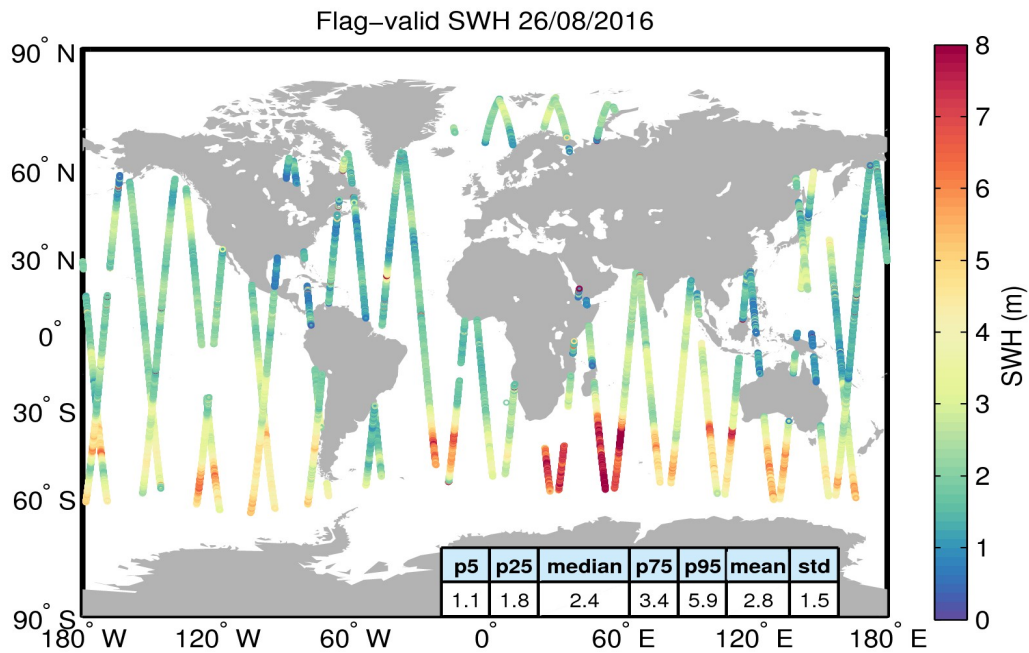 Flag−valid SWH 26/08/2016
90° N
60° N
30° N
0°
30° S
60° S
90° S
180° W
120° W
60° W
0°
60° E
120° E
180° E
8
7
6
5
4
3
2
1
0
SWH (m)
p5 p25 median p75 p95 mean std
1.1 1.8 2.4 3.4 5.9 2.8 1.5